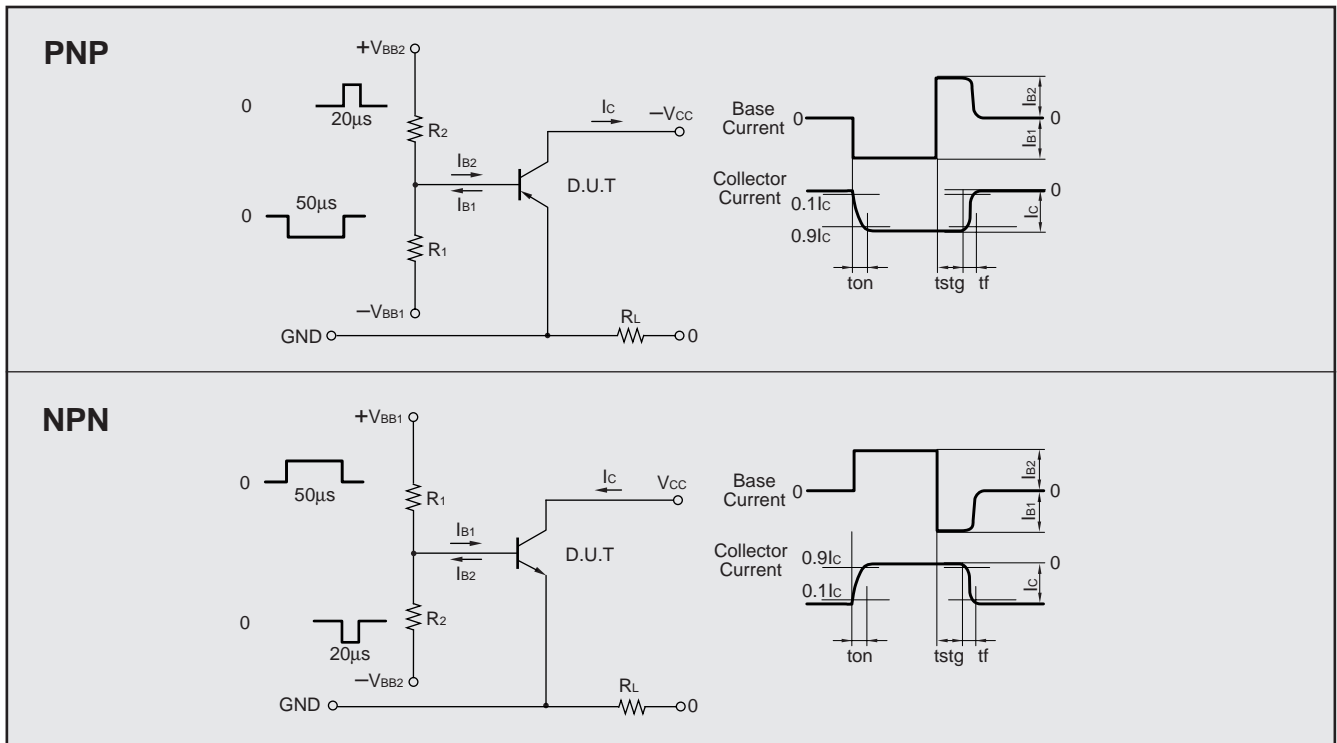 PNP
+VBB2
0
20µs
R2
IC
−VCC
IB2
IB1
D.U.T
50µs
0
R1
−VBB1
GND
RL
0
Base
Current
0
IB2
0
IB1
Collector
Current
0
0.1IC
IC
0.9IC
ton
tstg
tf
NPN
+VBB1
0
50µs
R1
IC
VCC
IB1
IB2
D.U.T
0
R2
20µs
−VBB2
GND
RL
0
Base
Current
0
IB2
0
IB1
Collector
Current
0.9IC
0
IC
0.1IC
ton
tstg
tf